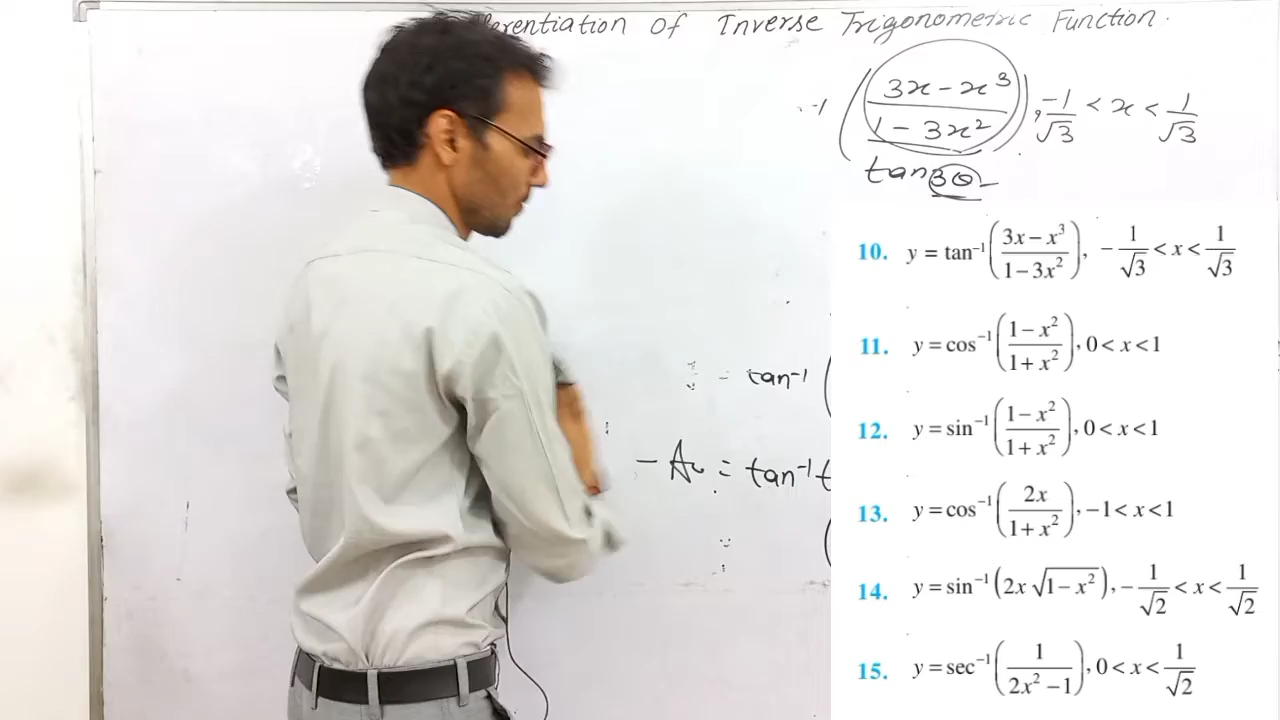 Differentiation Of Inverse Trigonometric Function.
-1 (3x - x³ / 1 - 3x²), -1/√3 < x < 1/√3
tan3θ
10. y = tan⁻¹(3x − x³ / 1 − 3x²), −1/√3 < x < 1/√3
11. y = cos⁻¹(1 − x² / 1 + x²), 0 < x < 1
= tan⁻¹ (
12. y = sin⁻¹(1 − x² / 1 + x²), 0 < x < 1
= tan⁻¹ t
13. y = cos⁻¹(2x / 1 + x²), −1 < x < 1
14. y = sin⁻¹(2x √1 − x²), −1/√2 < x < 1/√2
15. y = sec⁻¹(1 / 2x² − 1), 0 < x < 1/√2